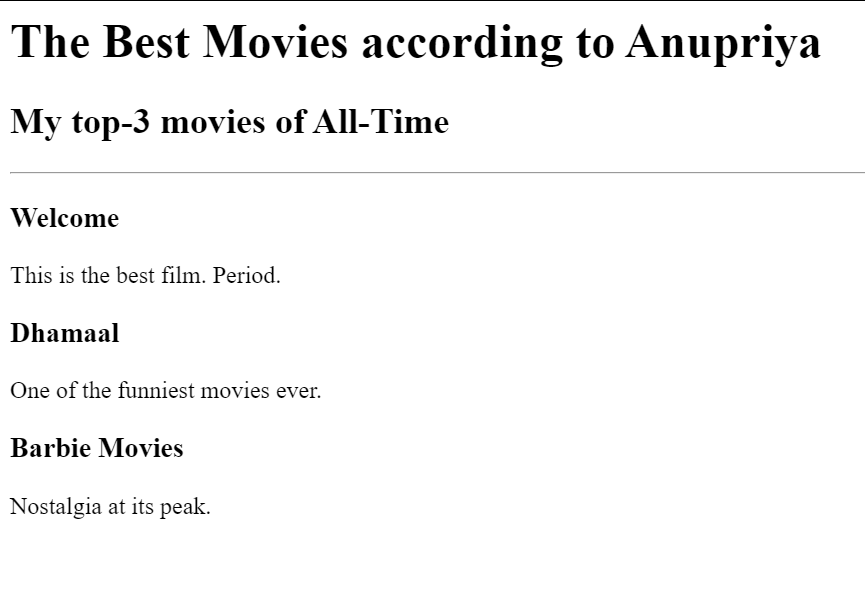 The Best Movies according to Anupriya
My top-3 movies of All-Time
Welcome
This is the best film. Period.
Dhamaal
One of the funniest movies ever.
Barbie Movies
Nostalgia at its peak.